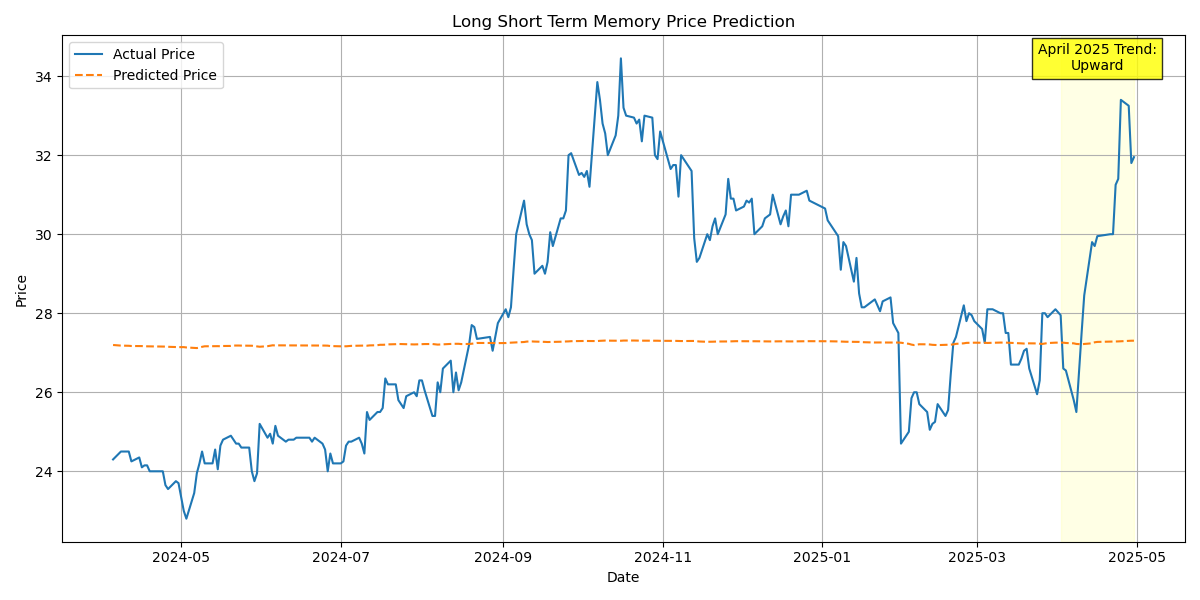 Long Short Term Memory Price Prediction
Actual Price
Predicted Price
April 2025 Trend:
Upward
34
32
30
28
26
24
Price
2024-05 2024-07 2024-09 2024-11 2025-01 2025-03 2025-05
Date